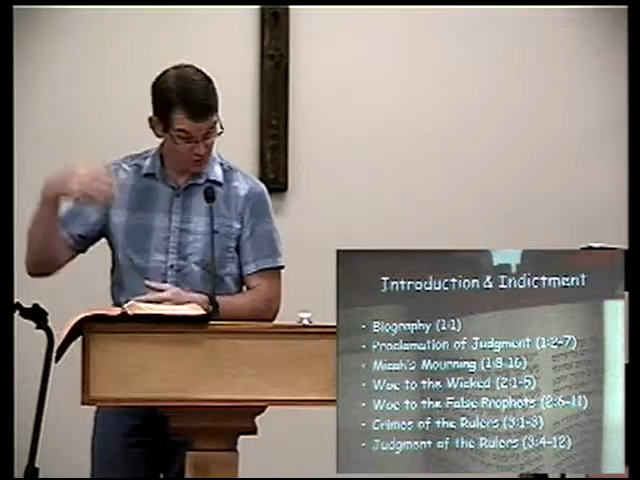 Introduction & Indictment
- Biography (1:1)
- Proclamation of Judgment (1:2-7)
- Micah's Mourning (1:8-16)
- Woe to the Wicked (2:1-5)
- Woe to the False Prophets (2:6-11)
- Crimes of the Rulers (3:1-3)
- Judgment of the Rulers (3:4-12)